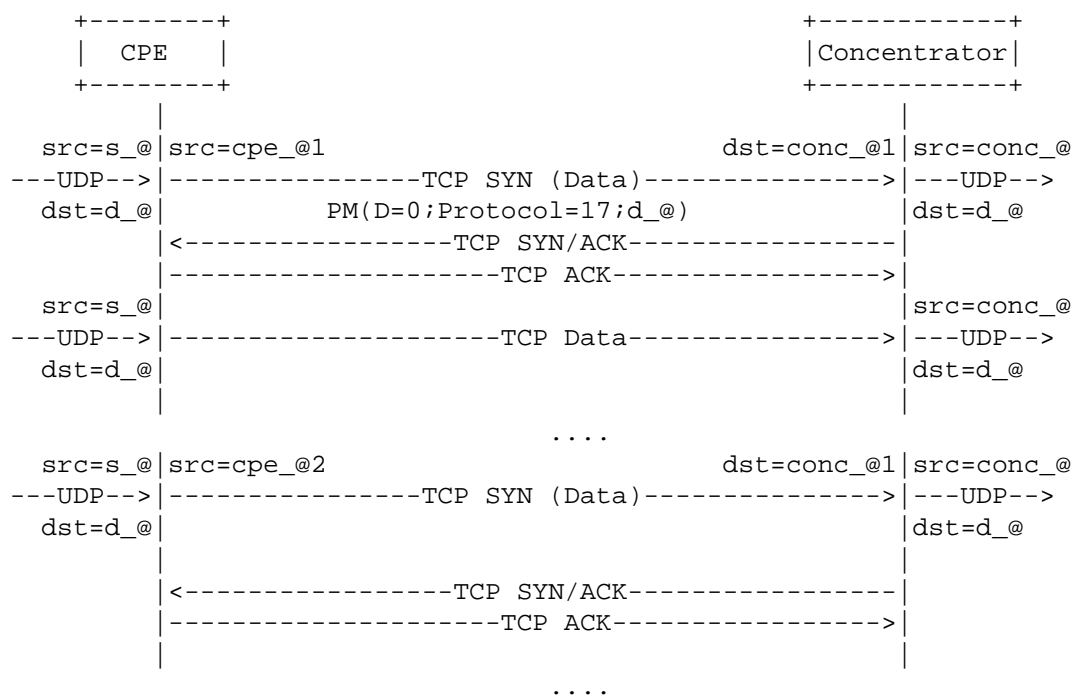 +--------+                                     +------------+
|  CPE   |                                     |Concentrator|
+--------+                                     +------------+
|                                               |
src=s_@|src=cpe_@1                         dst=conc_@1|src=conc_@
---UDP-->|----------------TCP SYN (Data)--------------->|---UDP-->
dst=d_@|          PM(D=0;Protocol=17;d_@)              |dst=d_@
|<-----------------TCP SYN/ACK-----------------|
|---------------------TCP ACK----------------->|
src=s_@|                                               |src=conc_@
---UDP-->|---------------------TCP Data---------------->|---UDP-->
dst=d_@|                                               |dst=d_@
|                                               |
....
src=s_@|src=cpe_@2                         dst=conc_@1|src=conc_@
---UDP-->|----------------TCP SYN (Data)--------------->|---UDP-->
dst=d_@|                                               |dst=d_@
|                                               |
|<-----------------TCP SYN/ACK-----------------|
|---------------------TCP ACK----------------->|
|                                               |
....